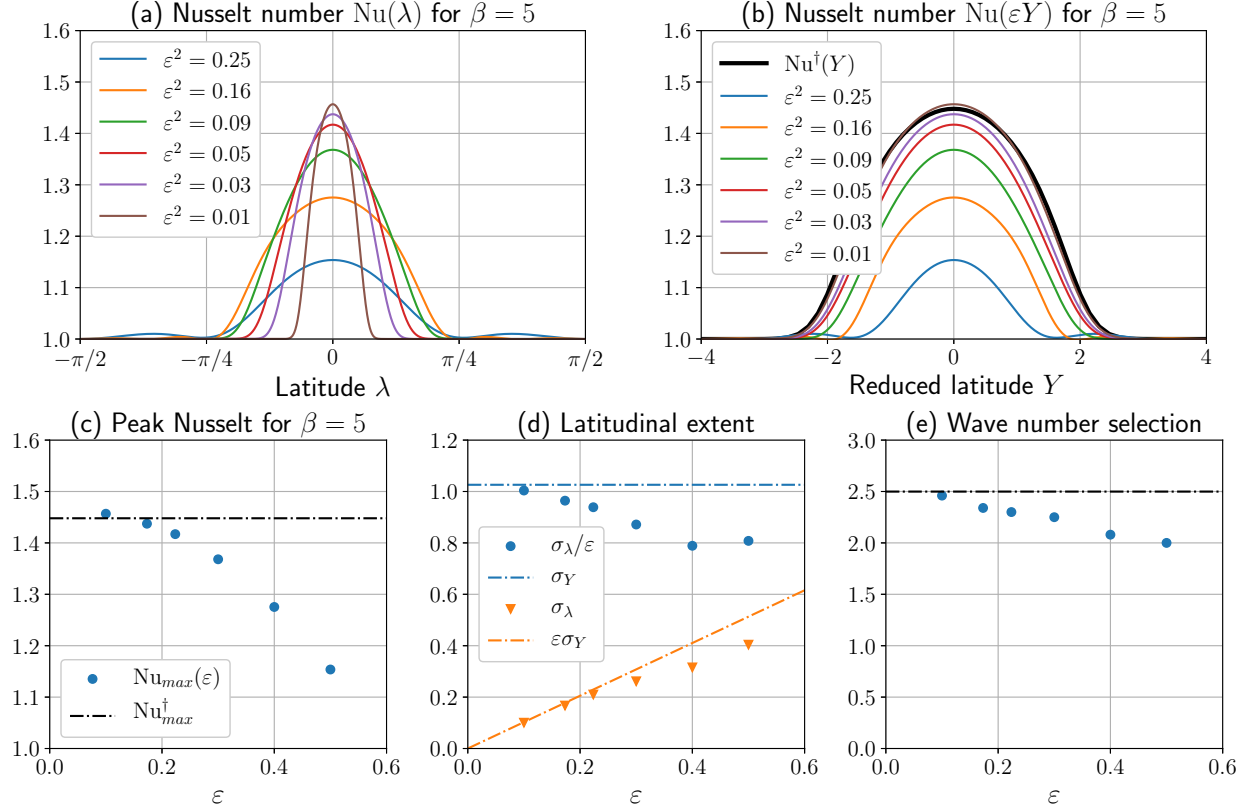 (a) Nusselt number Nu(λ) for β = 5
1.6
1.5
1.4
1.3
1.2
1.1
1.0
ε² = 0.25
ε² = 0.16
ε² = 0.09
ε² = 0.05
ε² = 0.03
ε² = 0.01
−π/2
−π/4
0
π/4
π/2
Latitude λ
(b) Nusselt number Nu(εY) for β = 5
1.6
1.5
1.4
1.3
1.2
1.1
1.0
Nu†(Y)
ε² = 0.25
ε² = 0.16
ε² = 0.09
ε² = 0.05
ε² = 0.03
ε² = 0.01
−4
−2
0
2
4
Reduced latitude Y
(c) Peak Nusselt for β = 5
1.6
1.5
1.4
1.3
1.2
1.1
1.0
Nuₘₐₓ(ε)
Nu†ₘₐₓ
0.0
0.2
0.4
0.6
ε
(d) Latitudinal extent
1.2
1.0
0.8
0.6
0.4
0.2
0.0
σ_λ/ε
σ_Y
σ_λ
εσ_Y
0.0
0.2
0.4
0.6
ε
(e) Wave number selection
3.0
2.5
2.0
1.5
1.0
0.5
0.0
0.0
0.2
0.4
0.6
ε